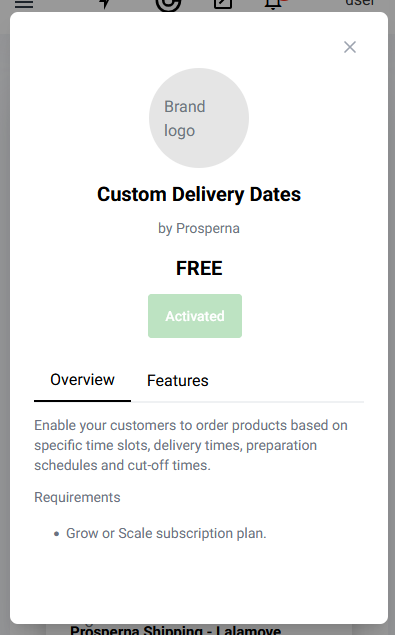 user
Brand
logo
Custom Delivery Dates
by Prosperna
FREE
Activated
Overview
Features
Enable your customers to order products based on
specific time slots, delivery times, preparation
schedules and cut-off times.
Requirements
• Grow or Scale subscription plan.
Prosperna Shipping - Lalamove